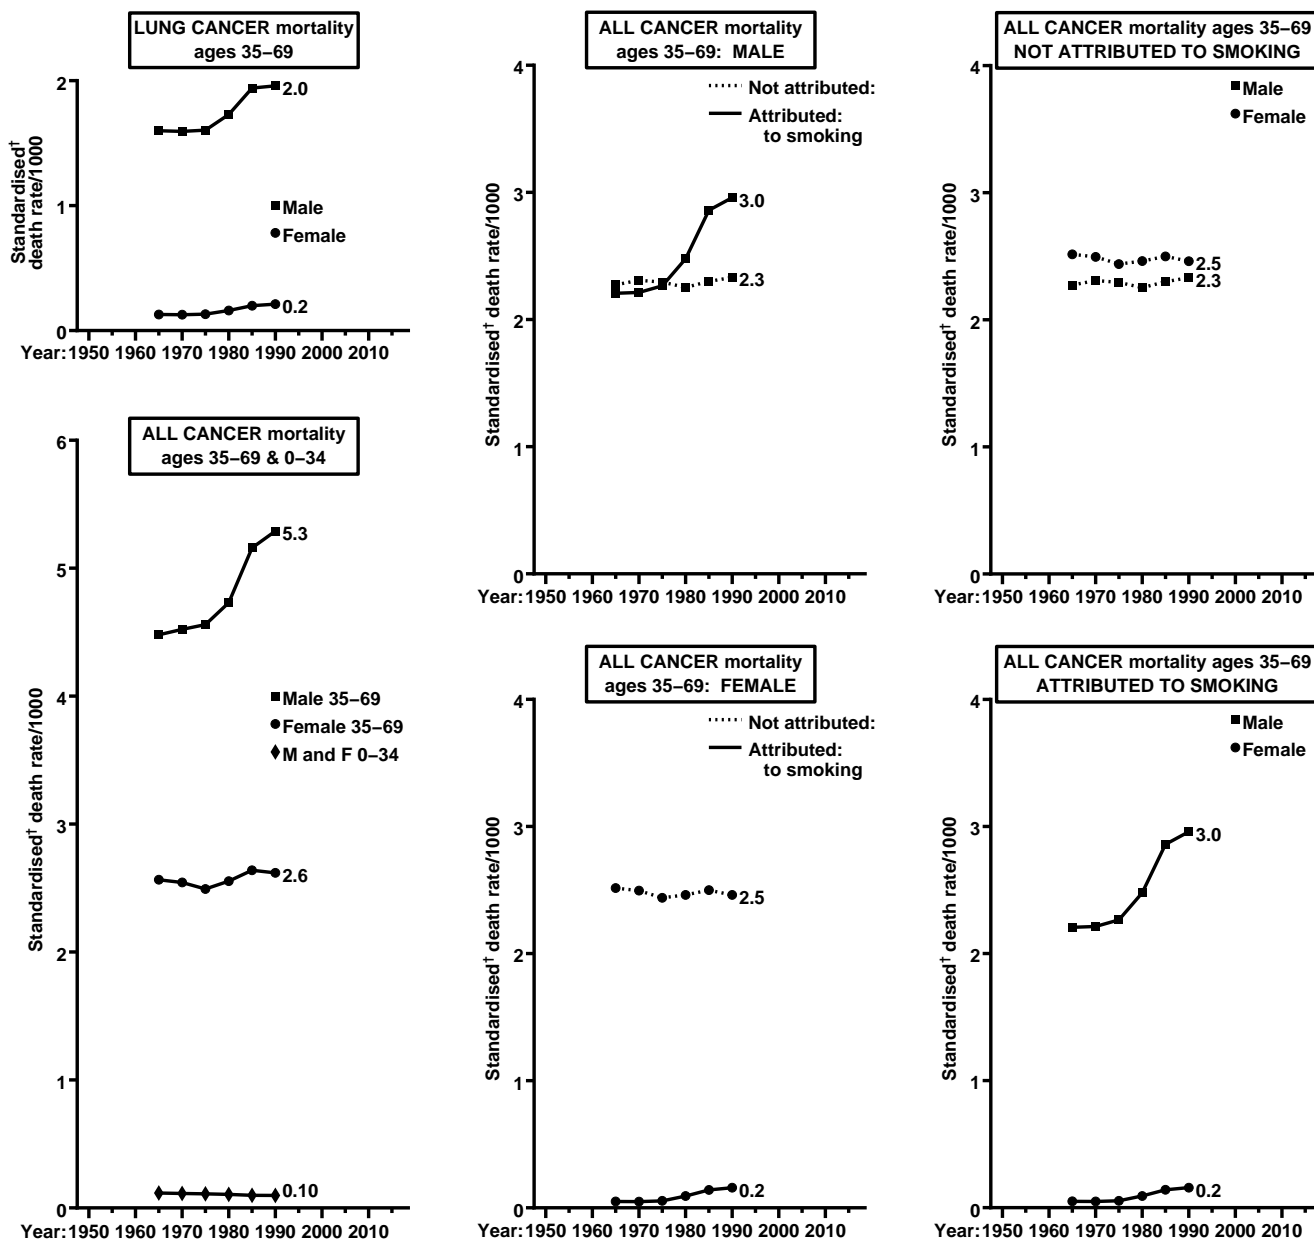 LUNG CANCER mortality
ages 35–69
Standardised†
death rate/1000
2
1
0
2.0
Male
Female
0.2
Year: 1950 1960 1970 1980 1990 2000 2010
ALL CANCER mortality
ages 35–69 & 0–34
Standardised† death rate/1000
6
5
4
3
2
1
0
5.3
Male 35–69
Female 35–69
M and F 0–34
2.6
0.10
Year: 1950 1960 1970 1980 1990 2000 2010
ALL CANCER mortality
ages 35–69: MALE
Standardised† death rate/1000
4
3
2
1
0
Not attributed:
Attributed:
to smoking
3.0
2.3
Year: 1950 1960 1970 1980 1990 2000 2010
ALL CANCER mortality
ages 35–69: FEMALE
Standardised† death rate/1000
4
3
2
1
0
Not attributed:
Attributed:
to smoking
2.5
0.2
Year: 1950 1960 1970 1980 1990 2000 2010
ALL CANCER mortality ages 35–69
NOT ATTRIBUTED TO SMOKING
Standardised† death rate/1000
4
3
2
1
0
Male
Female
2.5
2.3
Year: 1950 1960 1970 1980 1990 2000 2010
ALL CANCER mortality ages 35–69
ATTRIBUTED TO SMOKING
Standardised† death rate/1000
4
3
2
1
0
Male
Female
3.0
0.2
Year: 1950 1960 1970 1980 1990 2000 2010